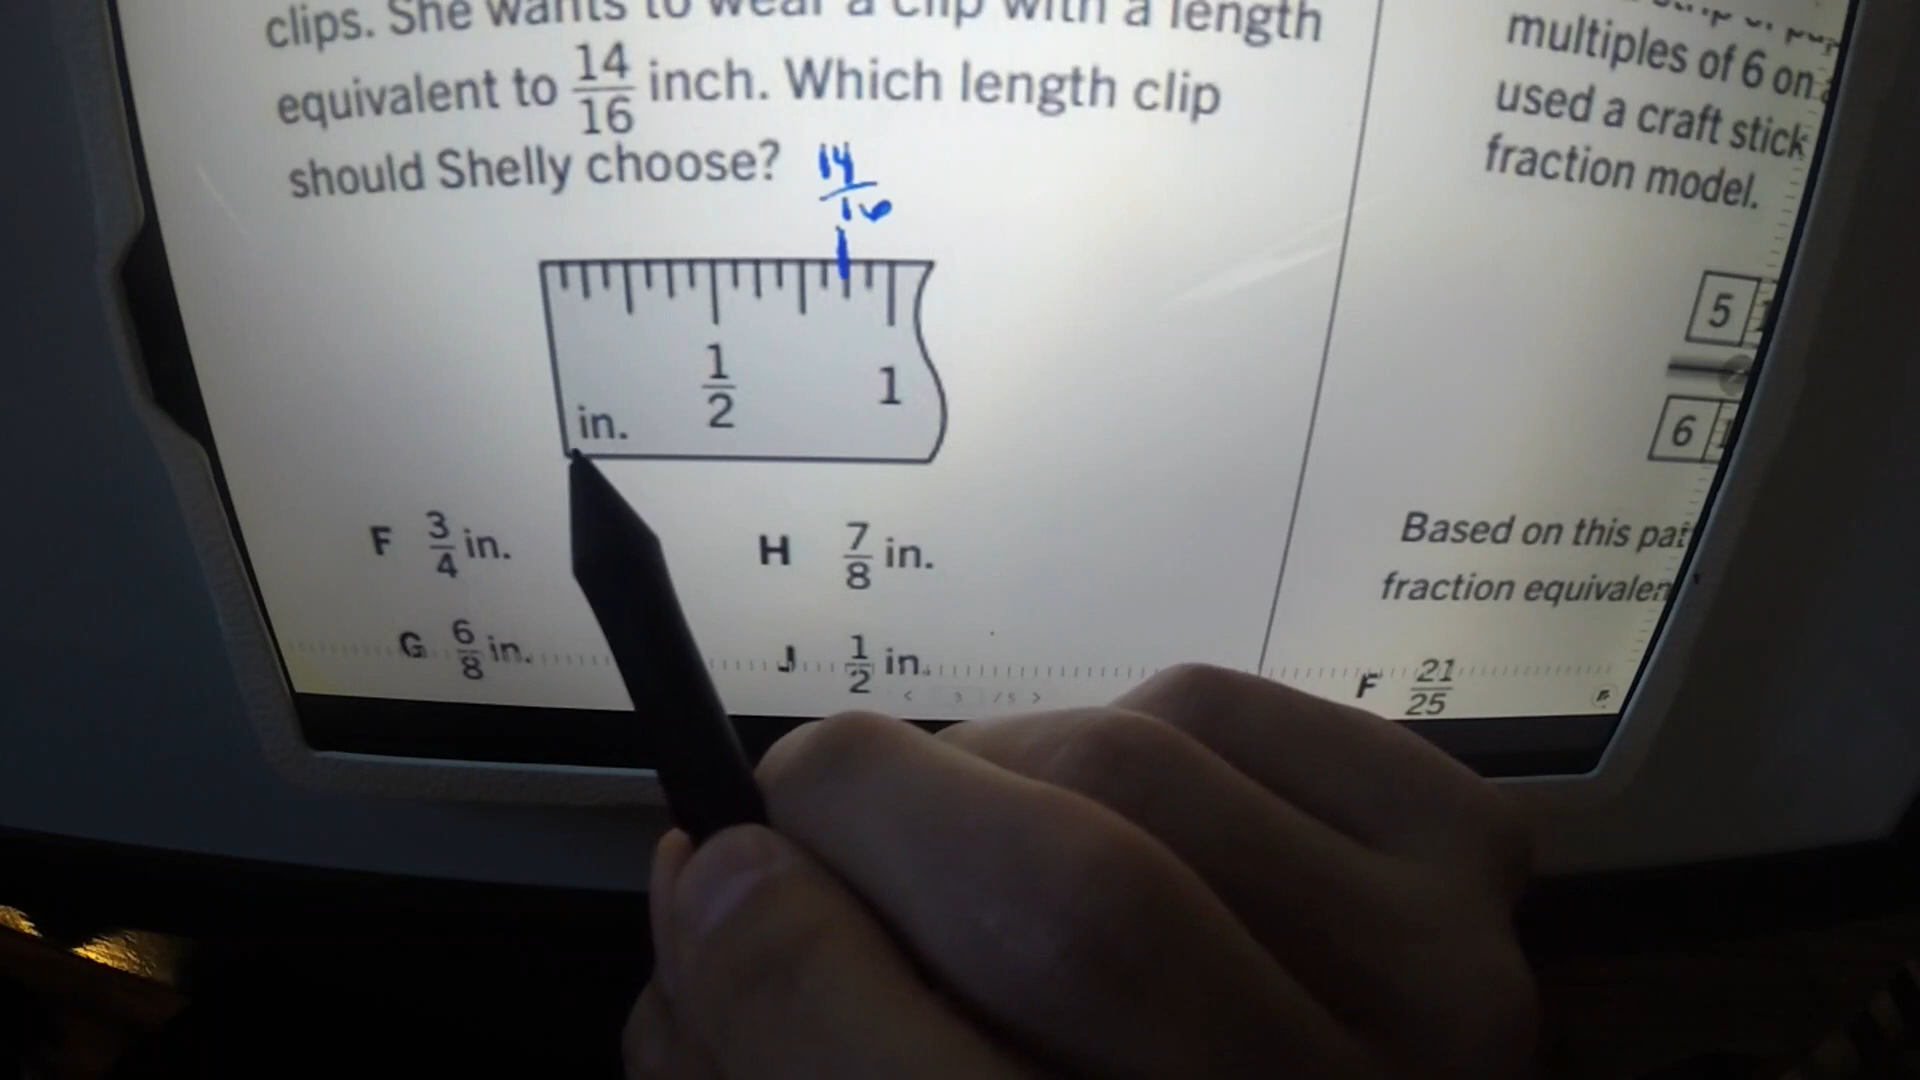 clips. She wants to wear a clip with a length
equivalent to 14/16 inch. Which length clip
should Shelly choose?
14/16
1/2
1
in.
F 3/4 in.
H 7/8 in.
G 6/8 in.
J 1/2 in.
3 / 5
multiples of 6 on
used a craft stick
fraction model.
5
6
Based on this
fraction
F 21/25